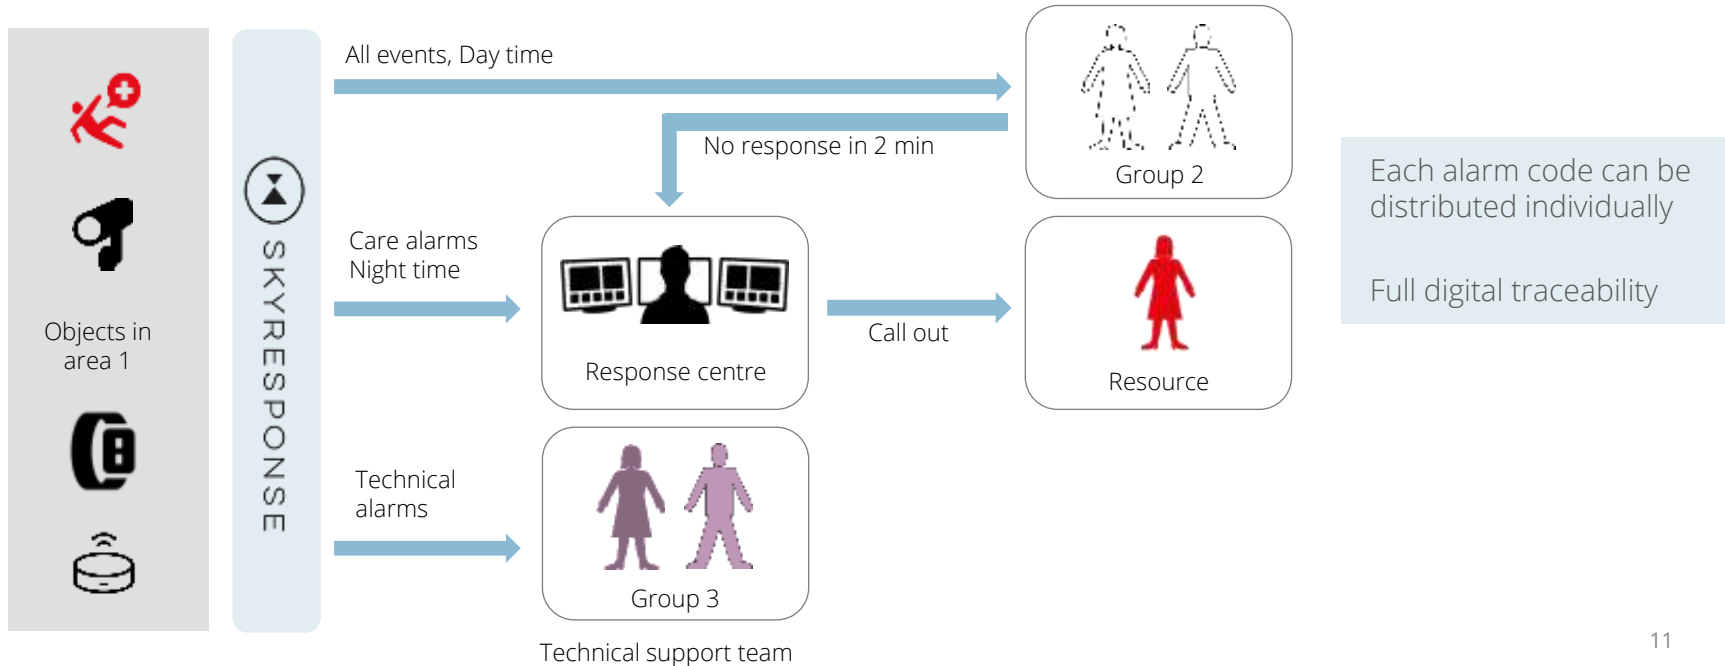 All events, Day time
No response in 2 min
Group 2
Each alarm code can be
distributed individually
Full digital traceability
Objects in
area 1
SKYRESPONSE
Care alarms
Night time
Response centre
Call out
Resource
Technical
alarms
Group 3
Technical support team
11